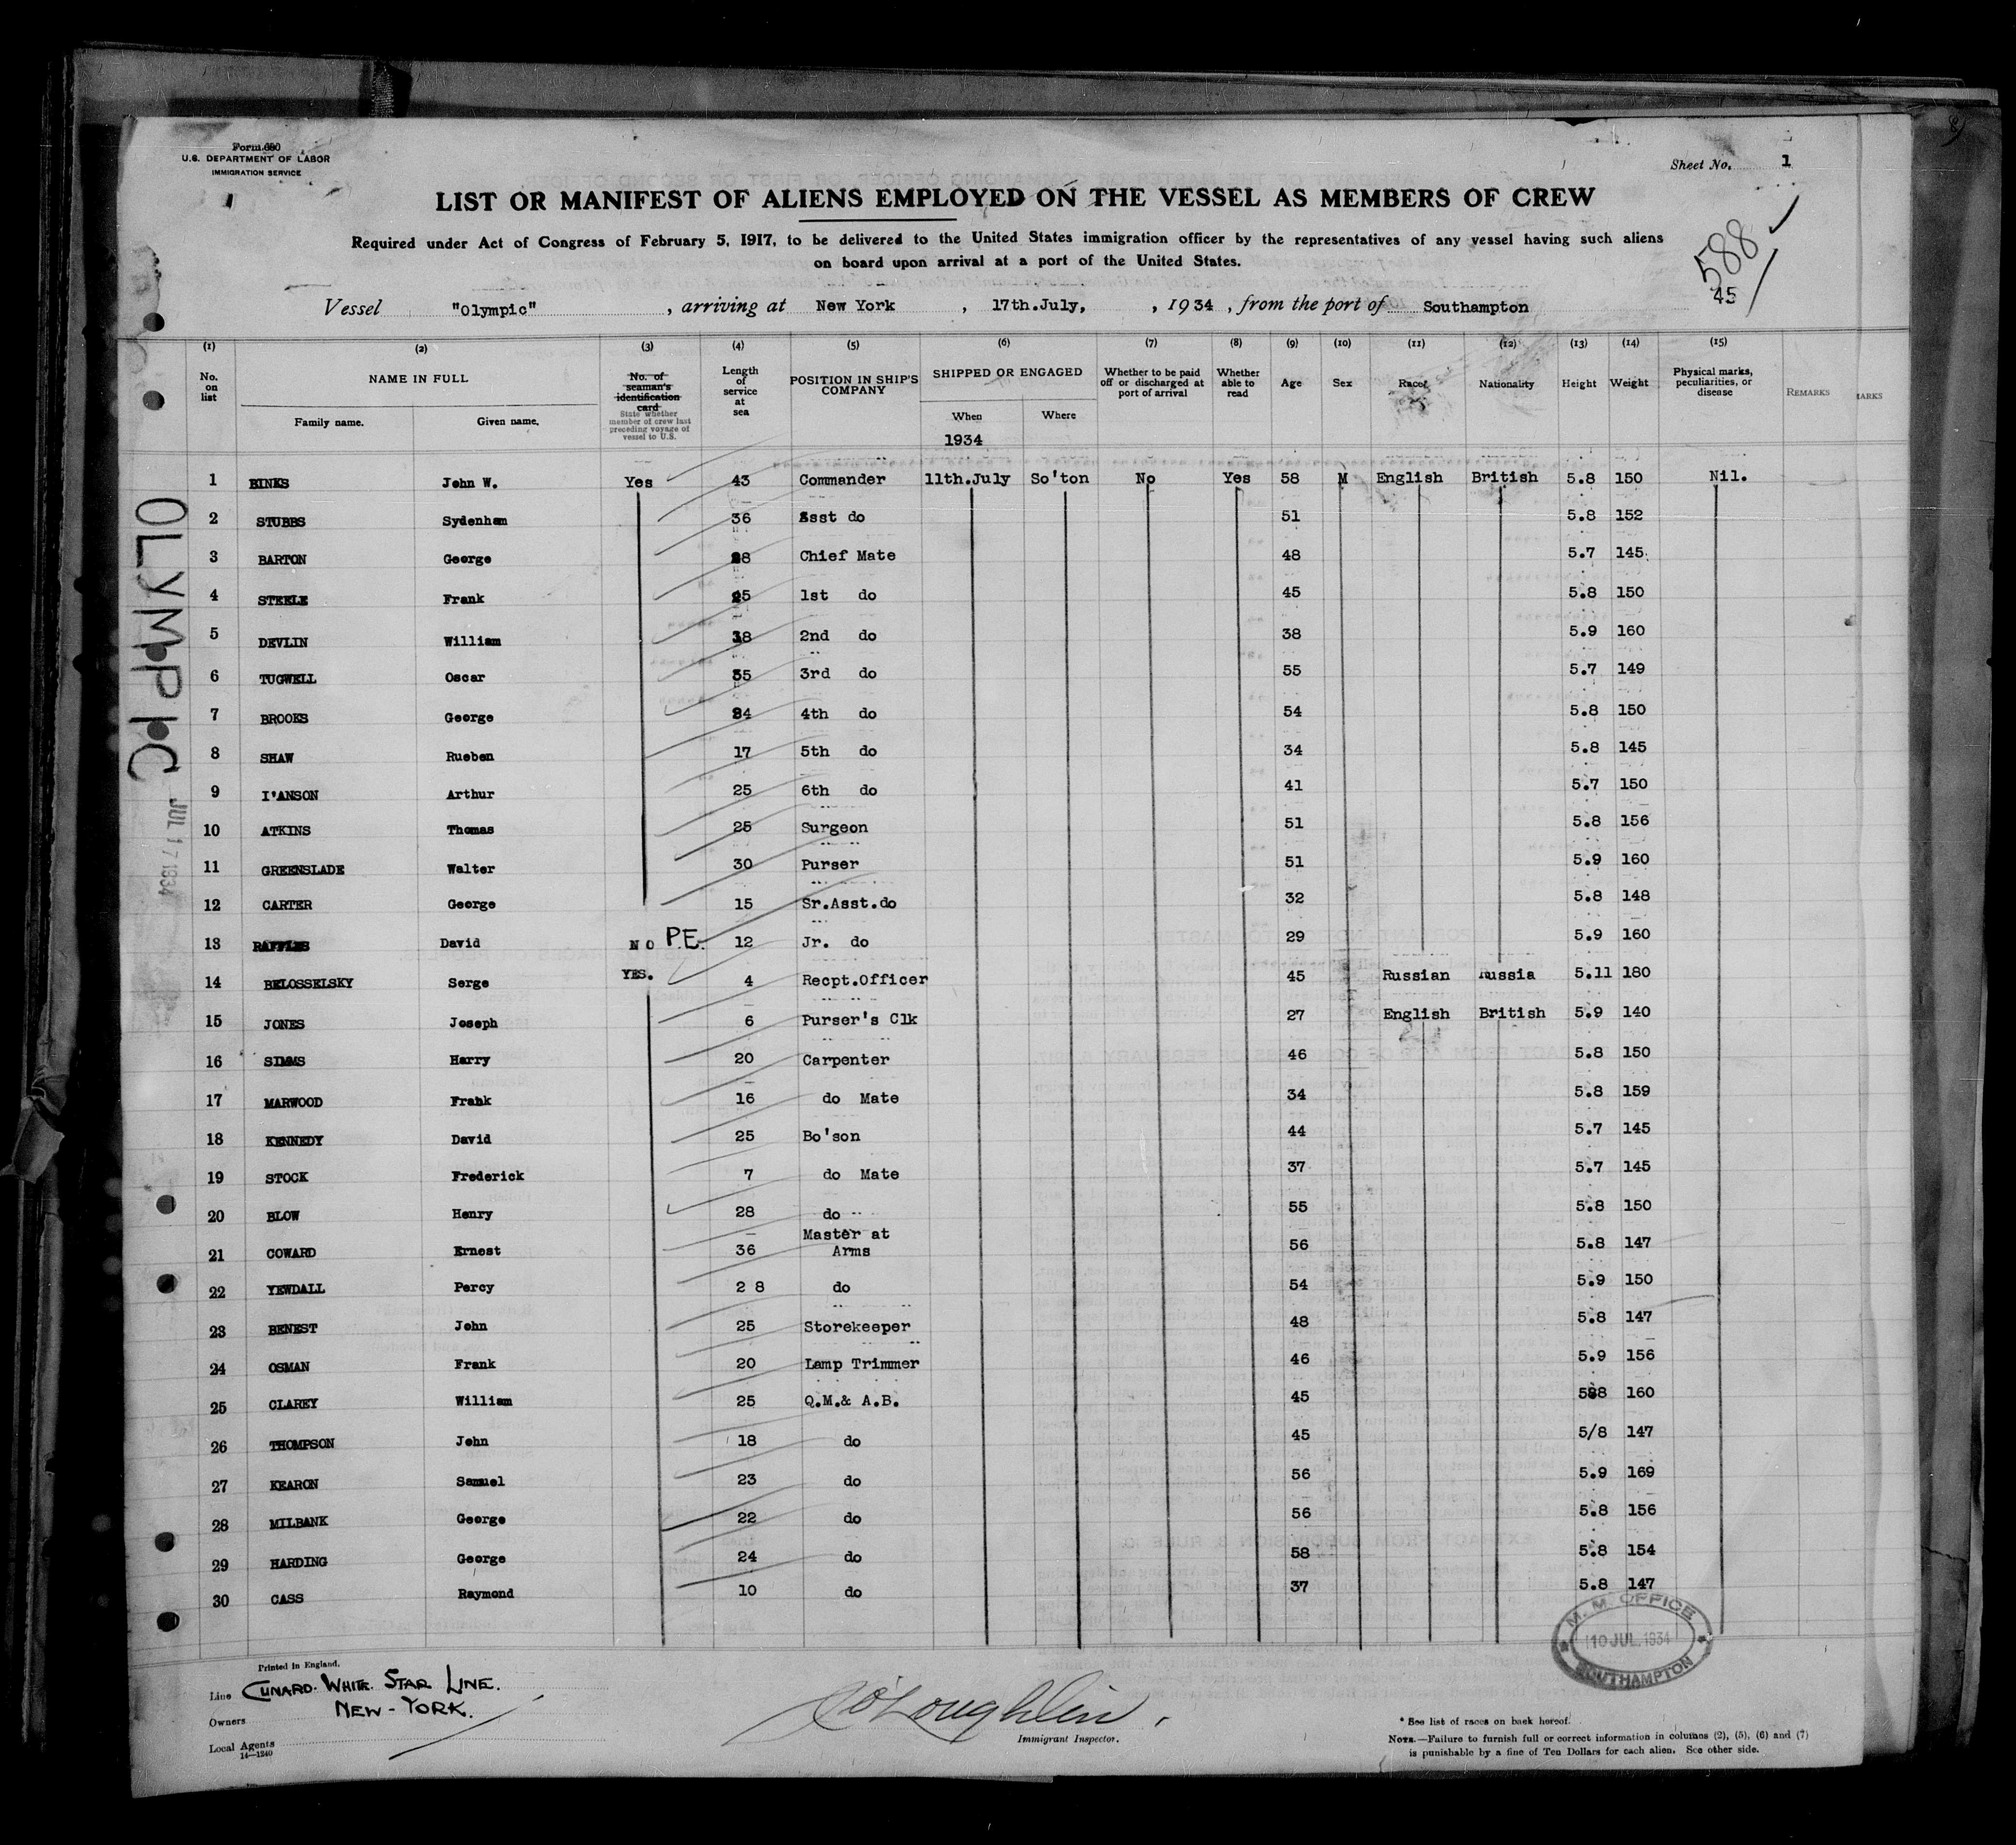 Form 680
U.S. DEPARTMENT OF LABOR
IMMIGRATION SERVICE
Sheet No. 1
LIST OR MANIFEST OF ALIENS EMPLOYED ON THE VESSEL AS MEMBERS OF CREW
Required under Act of Congress of February 5, 1917, to be delivered to the United States immigration officer by the representatives of any vessel having such aliens
on board upon arrival at a port of the United States.
588
45
Vessel "Olympic", arriving at New York, 17th.July, , 1934, from the port of Southampton
(1) (2) (3) (4) (5) (6) (7) (8) (9) (10) (11) (12) (13) (14) (15)
No. on list NAME IN FULL Family name. Given name. No. of seaman's identification card State whether member of crew last preceding voyage of vessel to U.S. Length of service at sea POSITION IN SHIP'S COMPANY SHIPPED OR ENGAGED When Where Whether to be paid off or discharged at port of arrival Whether able to read Age Sex Race* Nationality Height Weight Physical marks, peculiarities, or disease REMARKS ARKS
1934
1 BINKS John W. Yes 43 Commander 11th.July So'ton No Yes 58 M English British 5.8 150 Nil.
2 STUBBS Sydenham 36 Asst do 51 5.8 152
3 BARTON George 28 Chief Mate 48 5.7 145
4 STEELE Frank 25 1st do 45 5.8 150
5 DEVLIN William 18 2nd do 38 5.9 160
6 TUGWELL Oscar 35 3rd do 55 5.7 149
7 BROOKS George 24 4th do 54 5.8 150
8 SHAW Rueben 17 5th do 34 5.8 145
9 I'ANSON Arthur 25 6th do 41 5.7 150
10 ATKINS Thomas 25 Surgeon 51 5.8 156
11 GREENSLADE Walter 30 Purser 51 5.9 160
12 CARTER George 15 Sr.Asst.do 32 5.8 148
13 RAFFLES David NO P.E. 12 Jr. do 29 5.9 160
14 BELOSSELSKY Serge YES. 4 Recpt.Officer 45 Russian Russia 5.11 180
15 JONES Joseph 6 Purser's Clk 27 English British 5.9 140
16 SIMMS Harry 20 Carpenter 46 5.8 150
17 MARWOOD Frank 16 do Mate 34 5.8 159
18 KENNEDY David 25 Bo'son 44 5.7 145
19 STOCK Frederick 7 do Mate 37 5.7 145
20 BLOW Henry 28 do 55 5.8 150
21 COWARD Ernest 36 Master at Arms 56 5.8 147
22 YEWDALL Percy 2 8 do 54 5.9 150
23 BENEST John 25 Storekeeper 48 5.8 147
24 OSMAN Frank 20 Lamp Trimmer 46 5.9 156
25 CLAREY William 25 Q.M.& A.B. 45 588 160
26 THOMPSON John 18 do 45 5/8 147
27 KEARON Samuel 23 do 56 5.9 169
28 MILBANK George 22 do 56 5.8 156
29 HARDING George 24 do 58 5.8 154
30 CASS Raymond 10 do 37 5.8 147
OLYMPIC
JUL 17 1934
M. M. OFFICE
10 JUL 1934
SOUTHAMPTON
Printed in England.
Line CUNARD. WHITE. STAR LINE.
Owners NEW-YORK.
Local Agents
14—1240
O'Loughlin.
Immigrant Inspector.
* See list of races on back hereof.
NOTE.—Failure to furnish full or correct information in columns (2), (5), (6) and (7)
is punishable by a fine of Ten Dollars for each alien. See other side.